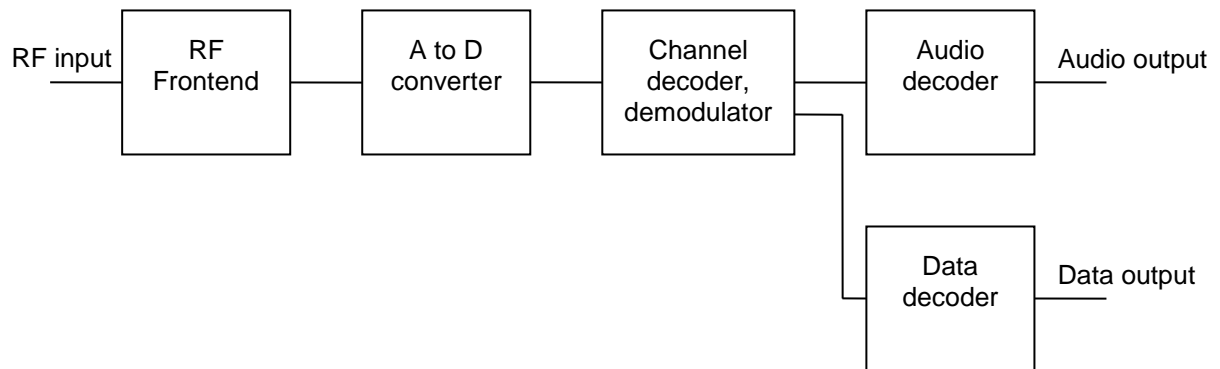 RF input
RF
Frontend
A to D
converter
Channel
decoder,
demodulator
Audio
decoder
Audio output
Data
decoder
Data output